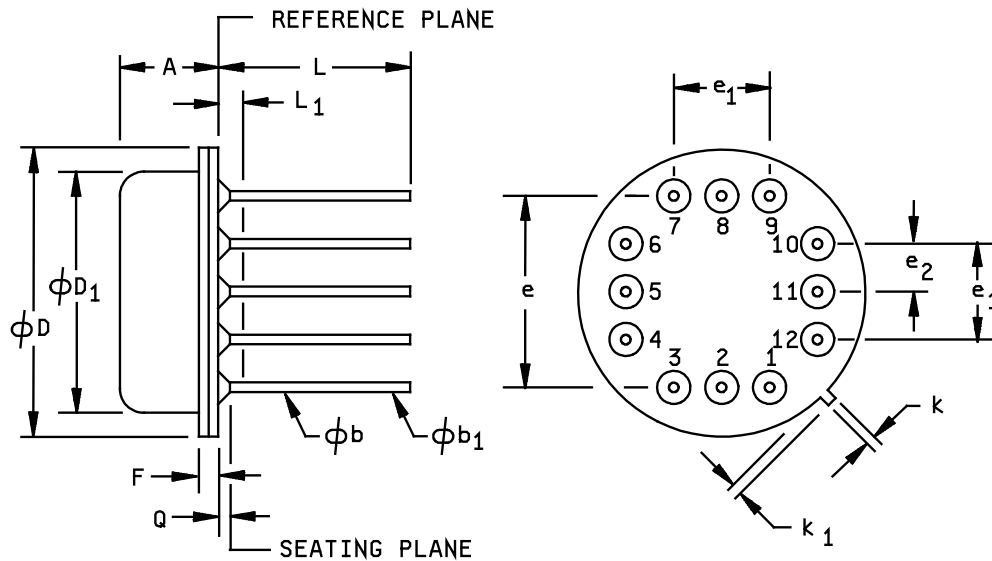 REFERENCE PLANE
A
L
L1
e1
7 8 9
6 10
e2
ϕD1
5 11
e
e1
ϕD
4 12
3 2 1
k
ϕb
ϕb1
F
Q
k1
SEATING PLANE